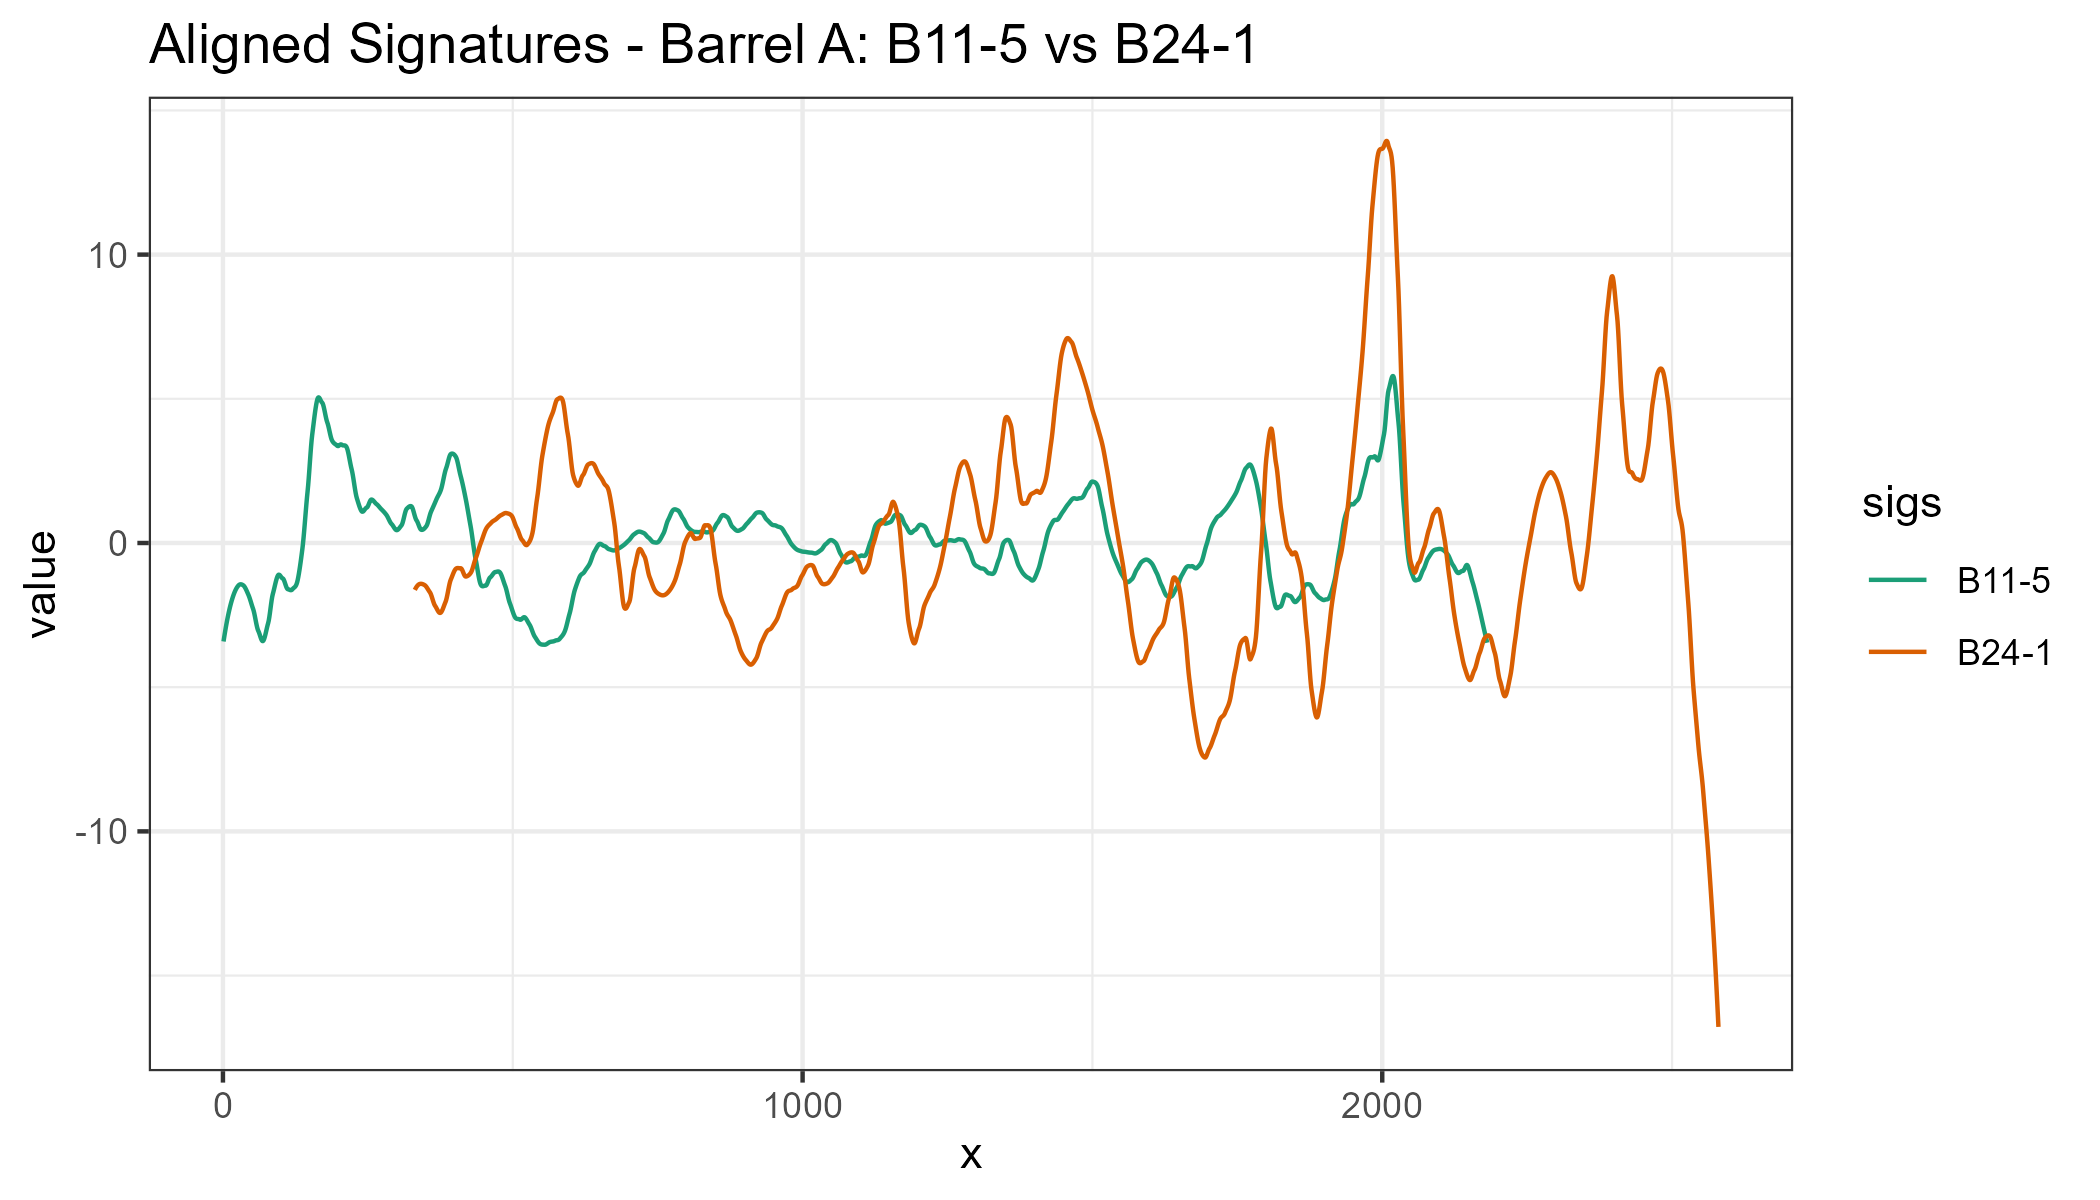 Aligned Signatures - Barrel A: B11-5 vs B24-1
value
10
0
-10
0
1000
2000
x
sigs
B11-5
B24-1